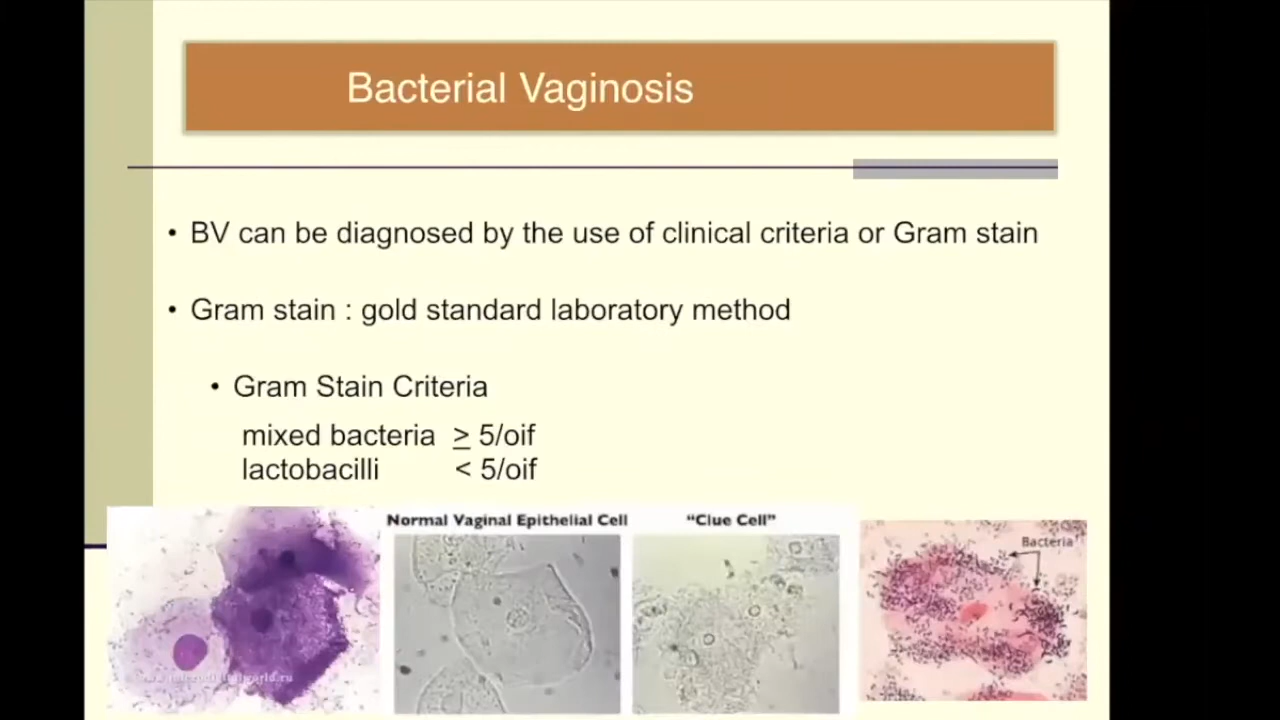 Bacterial Vaginosis
• BV can be diagnosed by the use of clinical criteria or Gram stain
• Gram stain : gold standard laboratory method
• Gram Stain Criteria
mixed bacteria ≥ 5/oif
lactobacilli < 5/oif
Normal Vaginal Epithelial Cell
"Clue Cell"
Bacteria